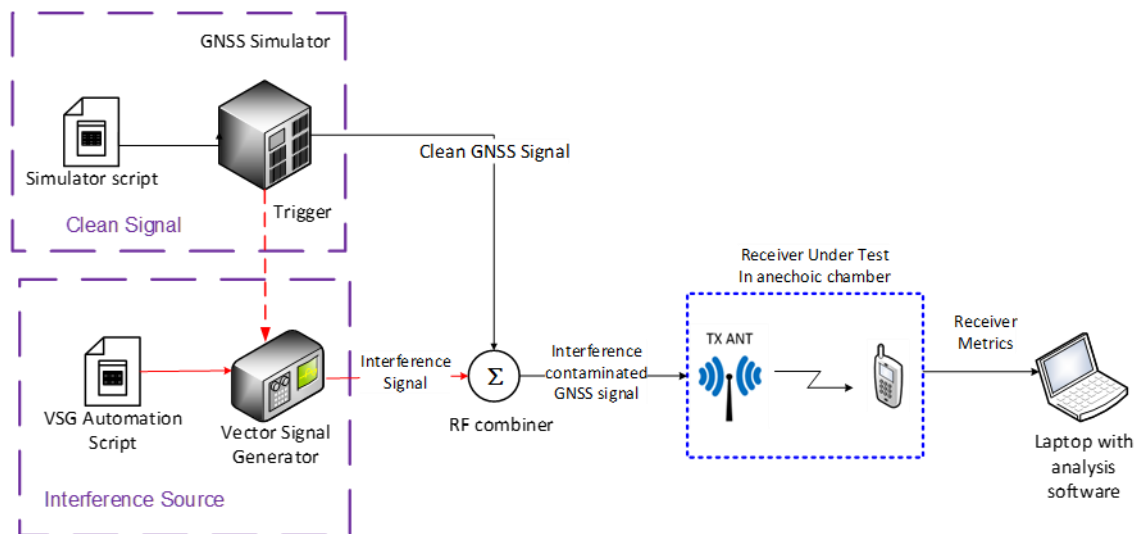 GNSS Simulator
Simulator script
Clean Signal
Trigger
Clean GNSS Signal
VSG Automation
Script
Vector Signal
Generator
Interference Source
Interference
Signal
Σ
RF combiner
Interference
contaminated
GNSS signal
Receiver Under Test
In anechoic chamber
TX ANT
Receiver
Metrics
Laptop with
analysis
software